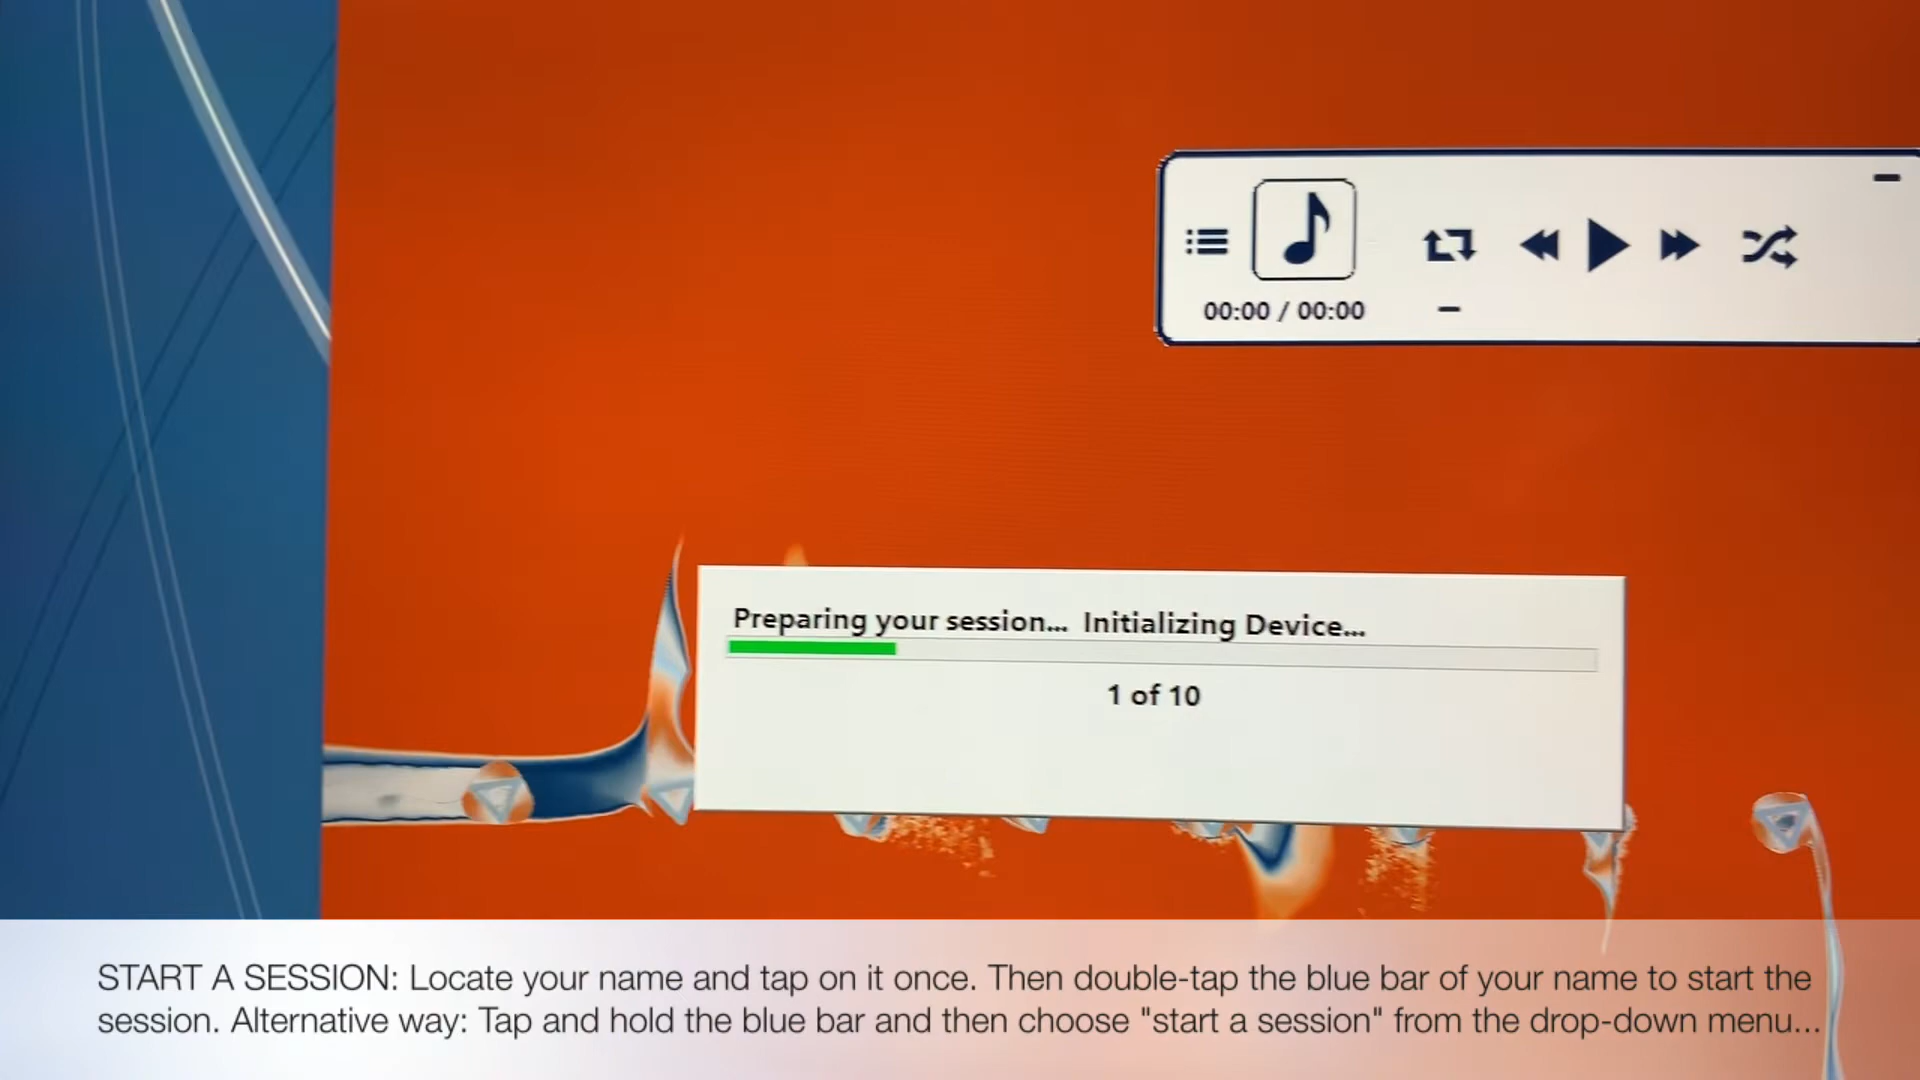 00:00 / 00:00
Preparing your session... Initializing Device...
1 of 10
START A SESSION: Locate your name and tap on it once. Then double-tap the blue bar of your name to start the
session. Alternative way: Tap and hold the blue bar and then choose "start a session" from the drop-down menu...